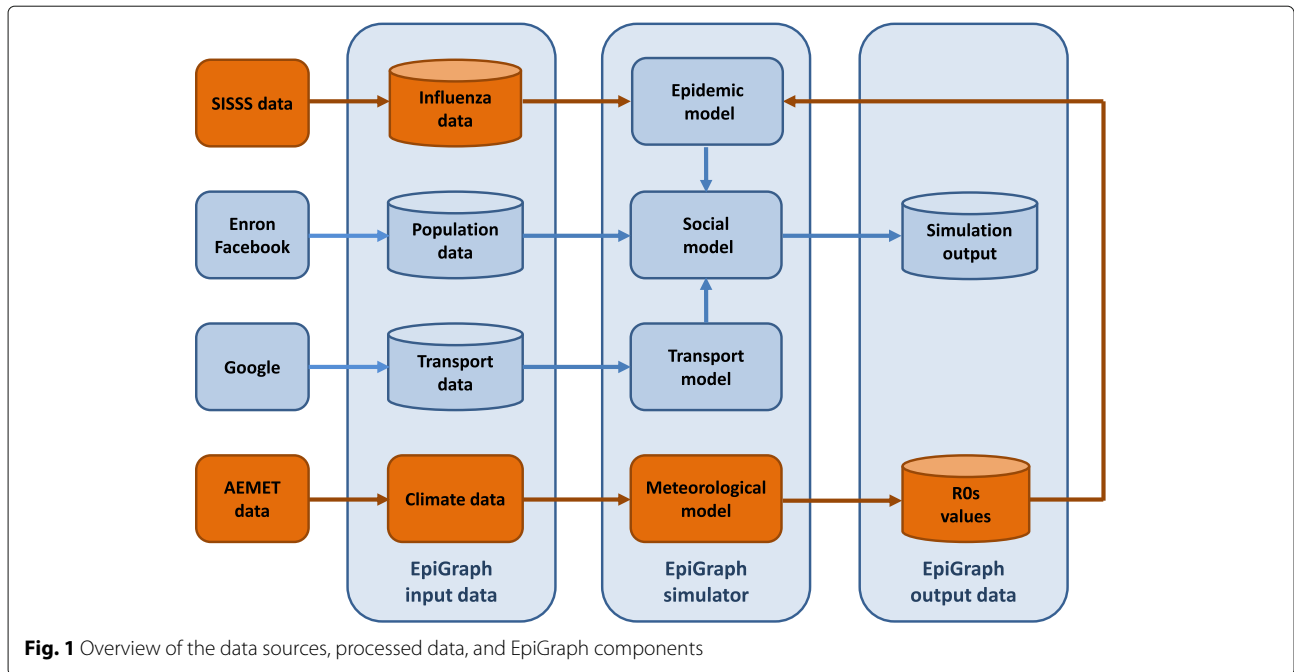 SISSS data
Influenza
data
Epidemic
model
Enron
Facebook
Population
data
Social
model
Simulation
output
Google
Transport
data
Transport
model
AEMET
data
Climate data
Meteorological
model
R0s
values
EpiGraph
input data
EpiGraph
simulator
EpiGraph
output data
Fig. 1 Overview of the data sources, processed data, and EpiGraph components